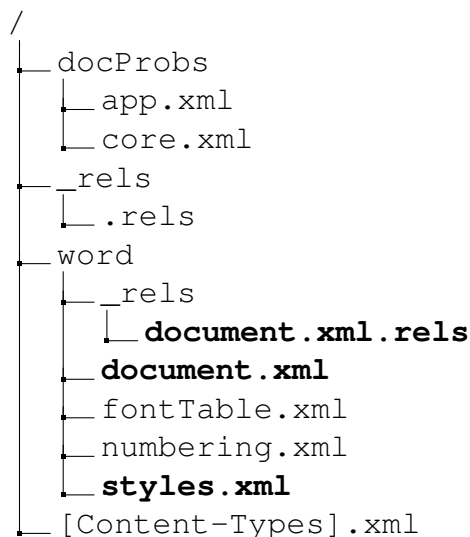 /
docProbs
app.xml
core.xml
_rels
.rels
word
_rels
document.xml.rels
document.xml
fontTable.xml
numbering.xml
styles.xml
[Content-Types].xml